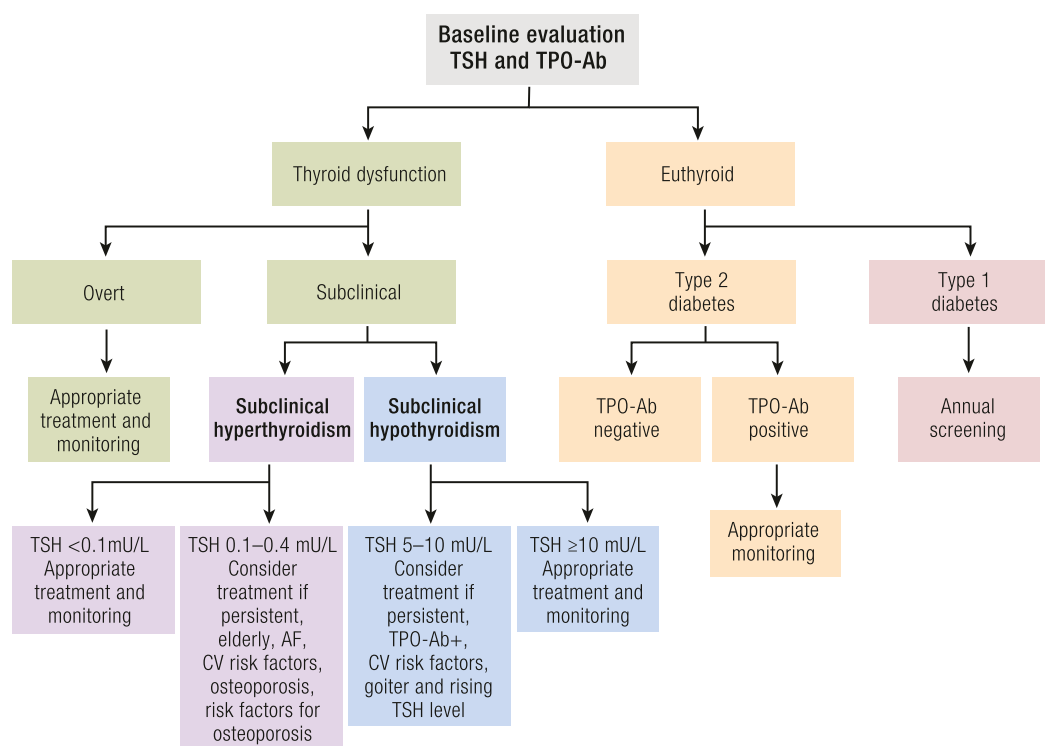 Baseline evaluation
TSH and TPO-Ab
Thyroid dysfunction
Euthyroid
Overt
Subclinical
Type 2
diabetes
Type 1
diabetes
Appropriate
treatment and
monitoring
Subclinical
hyperthyroidism
Subclinical
hypothyroidism
TPO-Ab
negative
TPO-Ab
positive
Annual
screening
TSH <0.1mU/L
Appropriate
treatment and
monitoring
TSH 0.1–0.4 mU/L
Consider
treatment if
persistent,
elderly, AF,
CV risk factors,
osteoporosis,
risk factors for
osteoporosis
TSH 5–10 mU/L
Consider
treatment if
persistent,
TPO-Ab+,
CV risk factors,
goiter and rising
TSH level
TSH ≥10 mU/L
Appropriate
treatment and
monitoring
Appropriate
monitoring